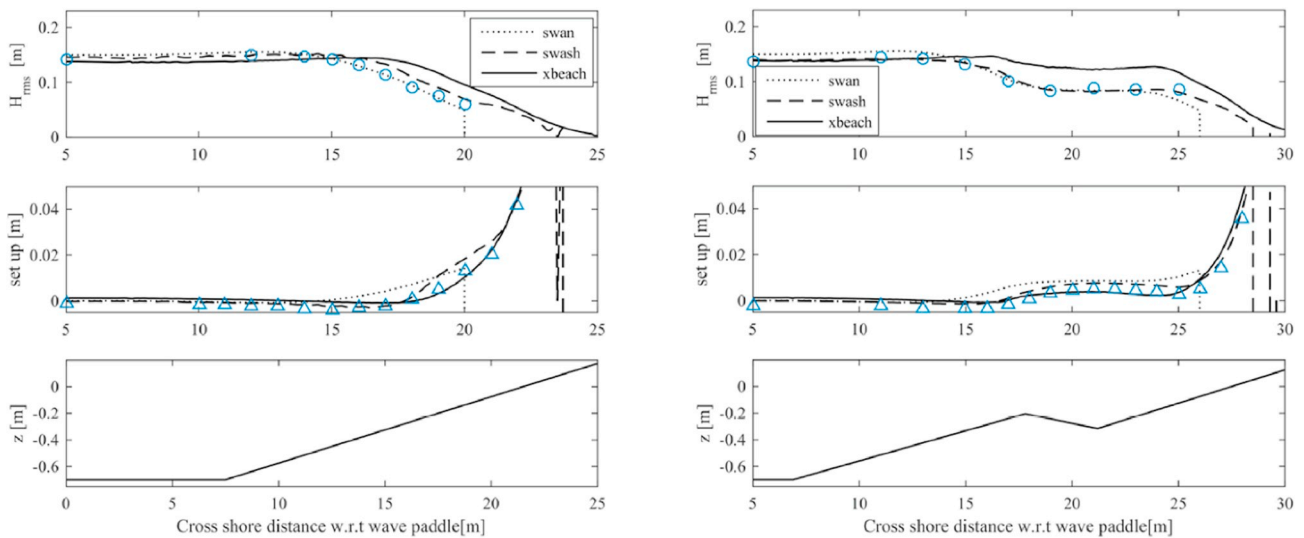 0.2
0.1
0
H_rms [m]
swan
swash
xbeach
5 10 15 20 25
0.04
0.02
0
set up [m]
5 10 15 20 25
0
-0.2
-0.4
-0.6
z [m]
0 5 10 15 20 25
Cross shore distance w.r.t wave paddle[m]
0.2
0.1
0
H_rms [m]
swan
swash
xbeach
5 10 15 20 25 30
0.04
0.02
0
set up [m]
5 10 15 20 25 30
0
-0.2
-0.4
-0.6
z [m]
5 10 15 20 25 30
Cross shore distance w.r.t wave paddle[m]